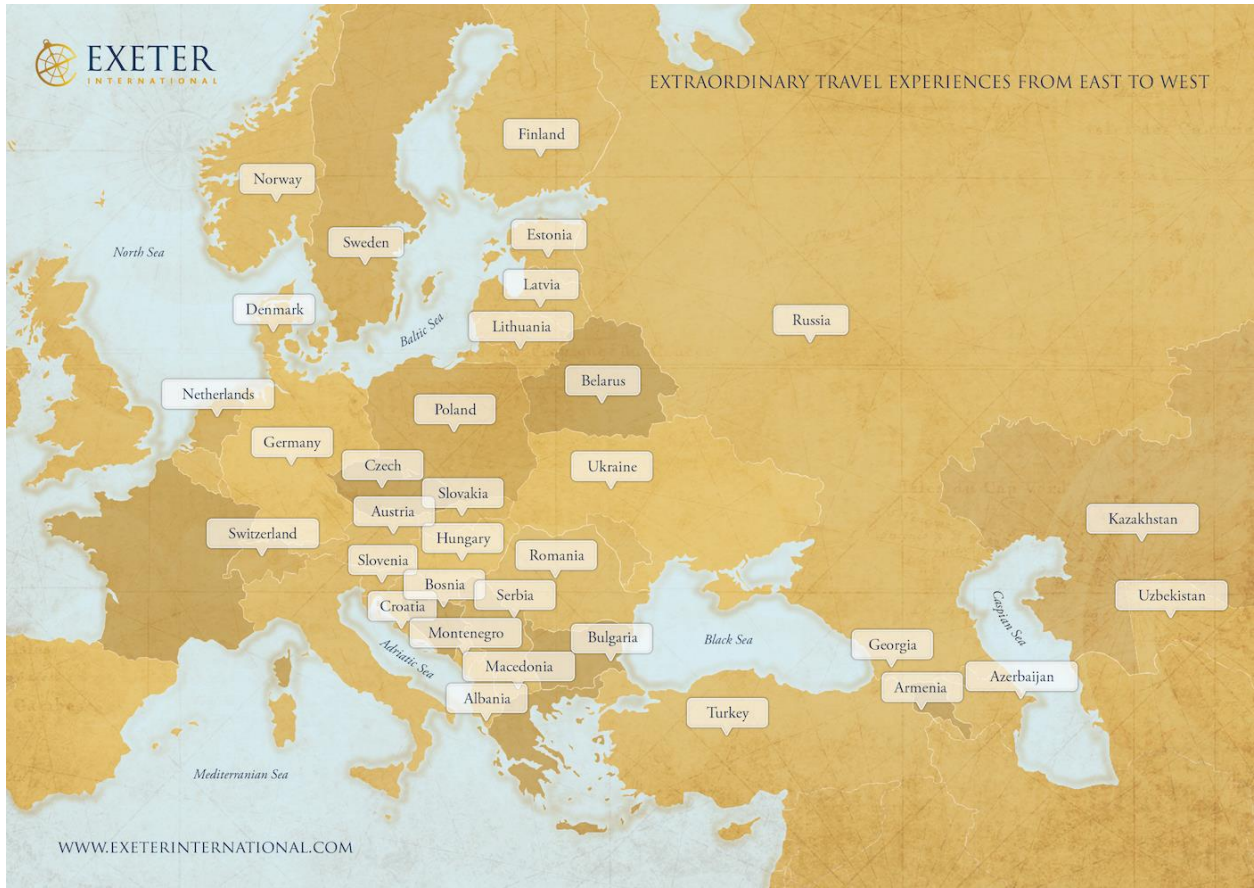 EXETER
INTERNATIONAL
EXTRAORDINARY TRAVEL EXPERIENCES FROM EAST TO WEST
Finland
Norway
Sweden
Estonia
North Sea
Latvia
Denmark
Lithuania
Baltic Sea
Russia
Belarus
Netherlands
Poland
Germany
Czech
Ukraine
Slovakia
Austria
Kazakhstan
Switzerland
Hungary
Romania
Slovenia
Bosnia
Serbia
Uzbekistan
Croatia
Caspian Sea
Montenegro
Bulgaria
Black Sea
Georgia
Adriatic Sea
Macedonia
Azerbaijan
Armenia
Albania
Turkey
Mediterranean Sea
WWW.EXETERINTERNATIONAL.COM